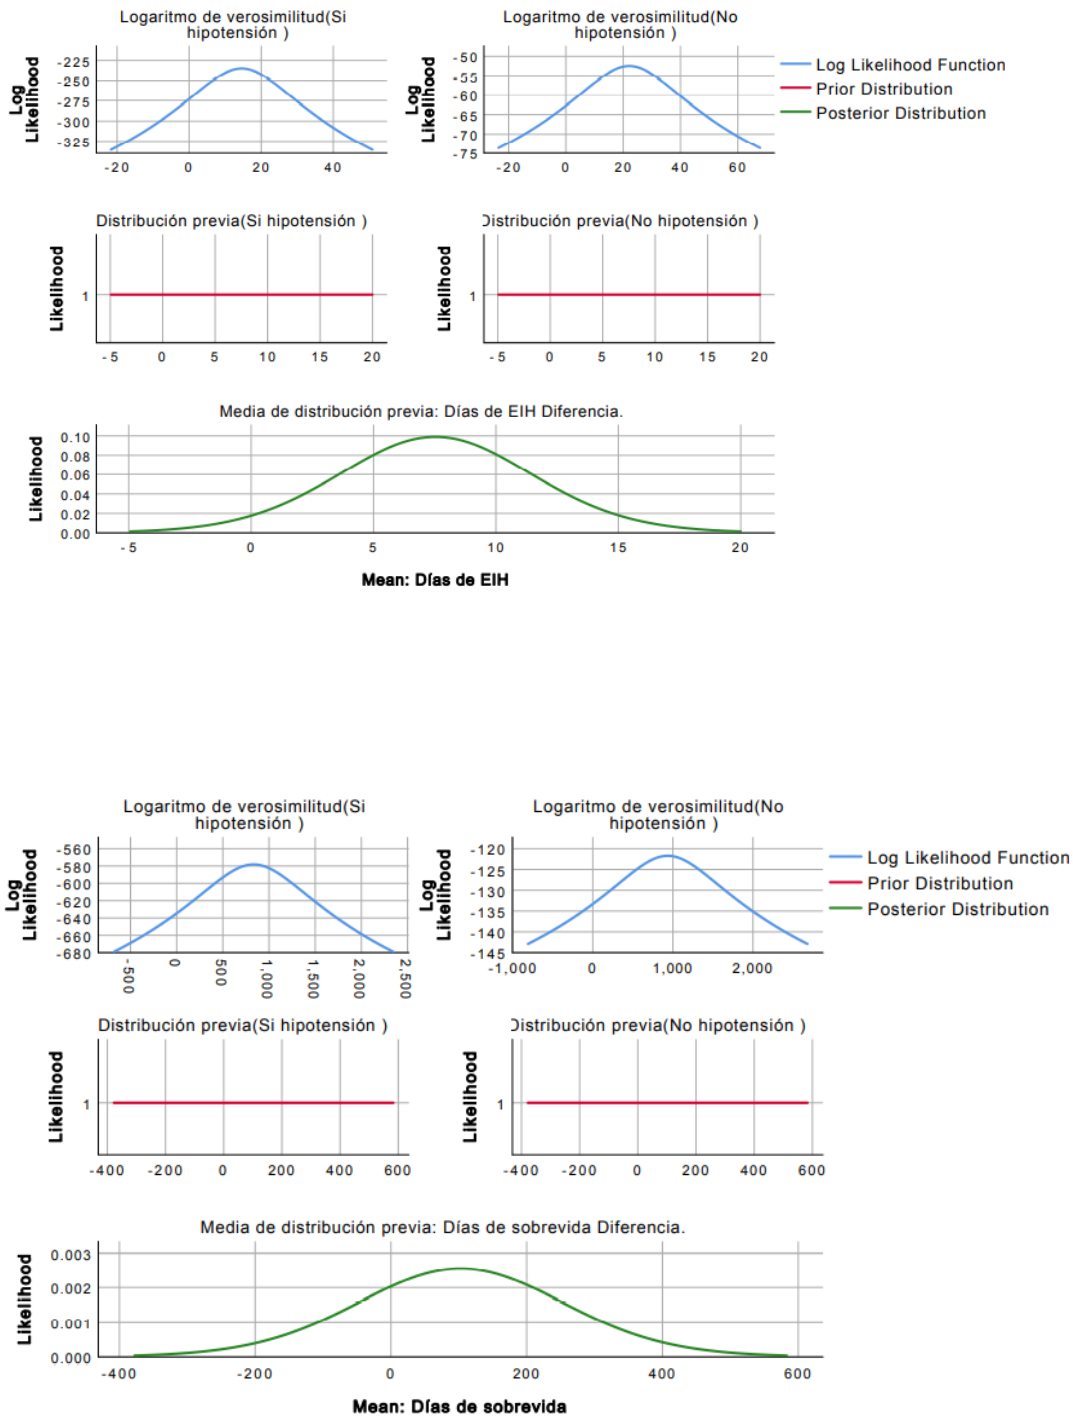 Logaritmo de verosimilitud(Si
hipotensión )
Log
Likelihood
-225
-250
-275
-300
-325
-20 0 20 40
Logaritmo de verosimilitud(No
hipotensión )
Log
Likelihood
-50
-55
-60
-65
-70
-75
-20 0 20 40 60
Log Likelihood Function
Prior Distribution
Posterior Distribution
Distribución previa(Si hipotensión )
Likelihood
1
-5 0 5 10 15 20
Distribución previa(No hipotensión )
Likelihood
1
-5 0 5 10 15 20
Media de distribución previa: Días de EIH Diferencia.
Likelihood
0.10
0.08
0.06
0.04
0.02
0.00
-5 0 5 10 15 20
Mean: Días de EIH
Logaritmo de verosimilitud(Si
hipotensión )
Log
Likelihood
-560
-580
-600
-620
-640
-660
-680
-500 0 500 1,000 1,500 2,000 2,500
Logaritmo de verosimilitud(No
hipotensión )
Log
Likelihood
-120
-125
-130
-135
-140
-145
-1,000 0 1,000 2,000
Log Likelihood Function
Prior Distribution
Posterior Distribution
Distribución previa(Si hipotensión )
Likelihood
1
-400 -200 0 200 400 600
Distribución previa(No hipotensión )
Likelihood
1
-400 -200 0 200 400 600
Media de distribución previa: Días de sobrevida Diferencia.
Likelihood
0.003
0.002
0.001
0.000
-400 -200 0 200 400 600
Mean: Días de sobrevida